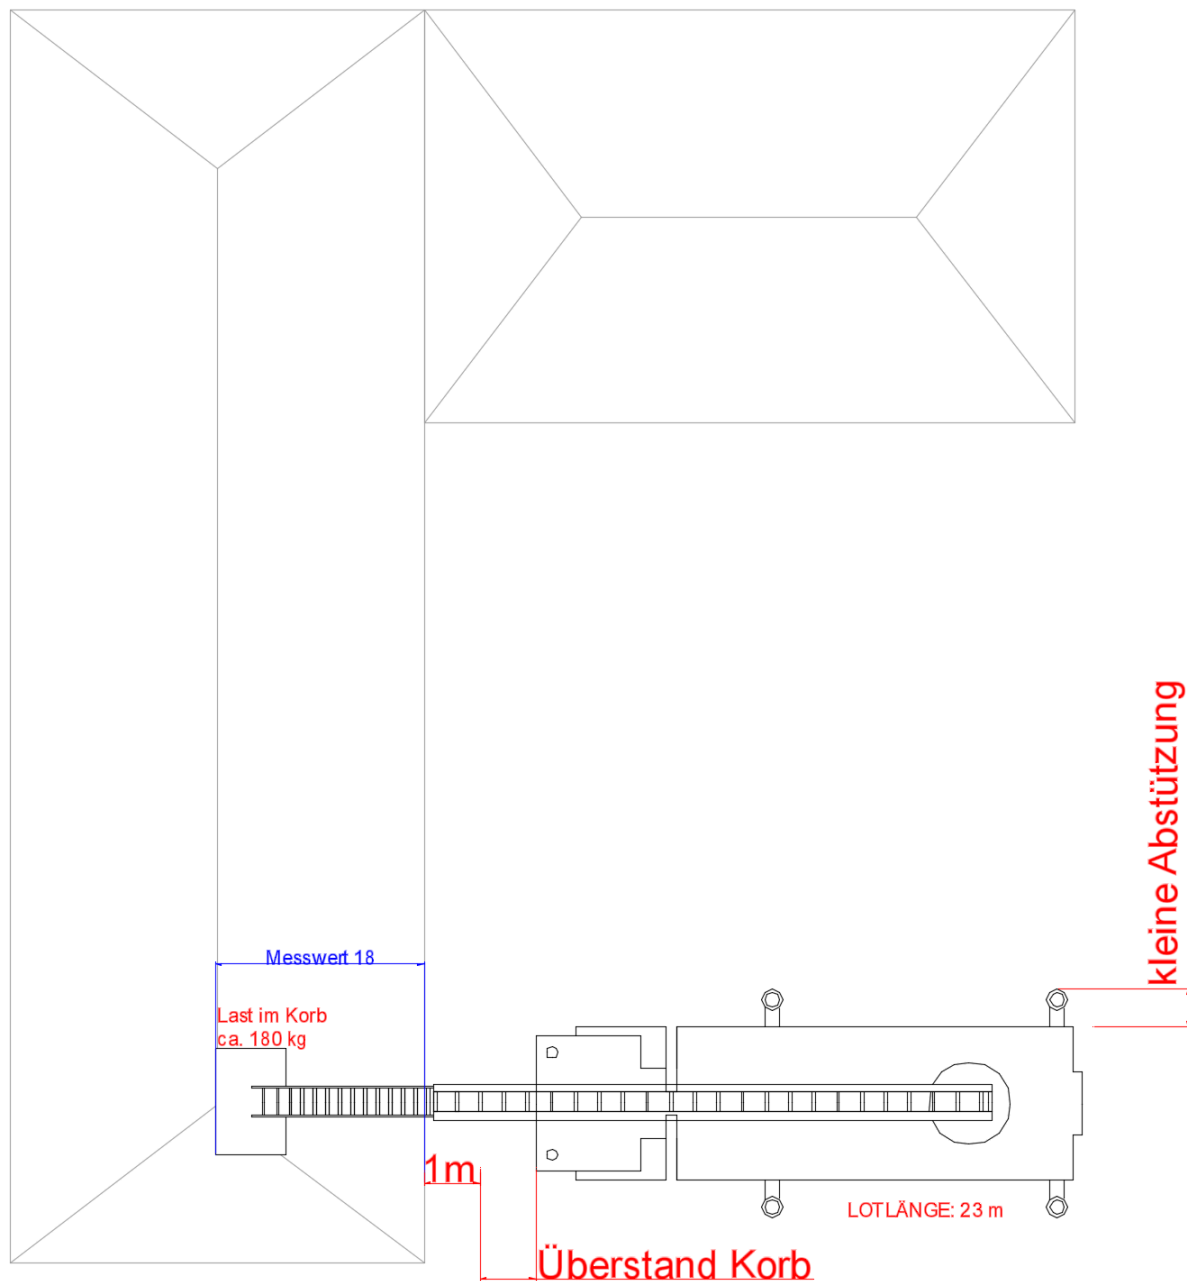 kleine Abstützung
Messwert 18
Last im Korb
ca. 180 kg
1m
LOTLÄNGE: 23 m
Überstand Korb